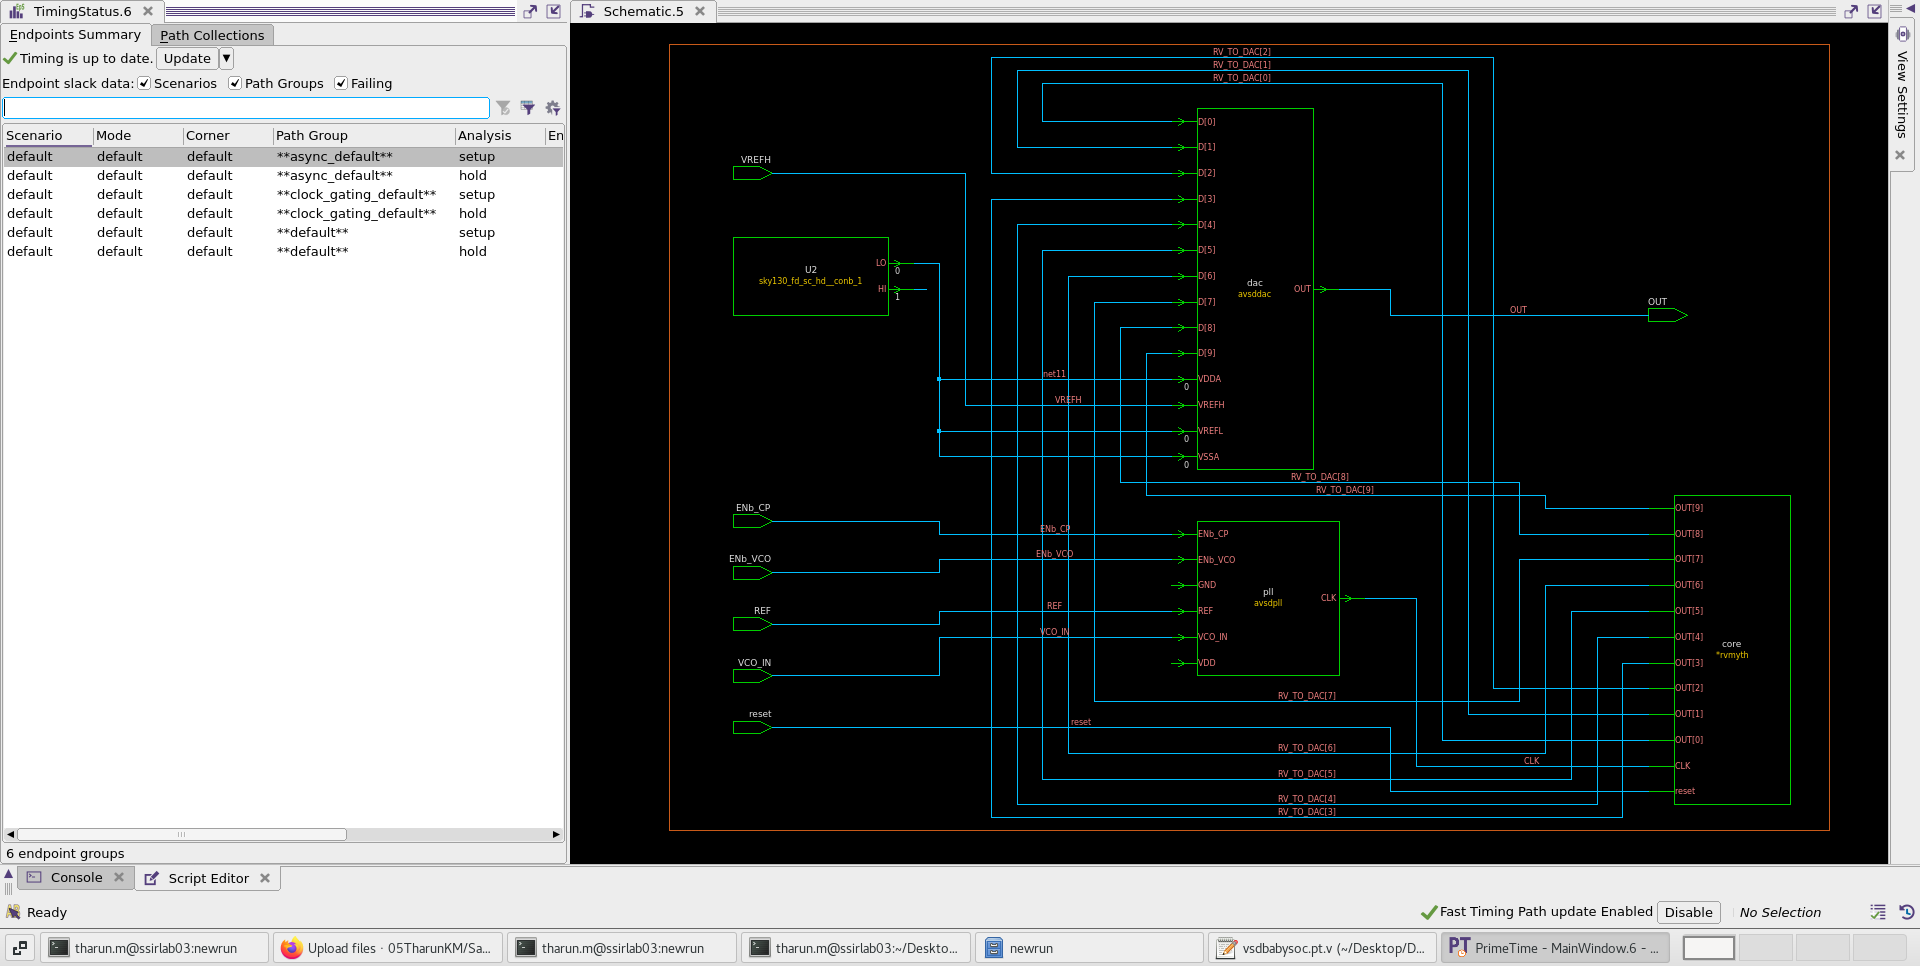 TimingStatus.6
Schematic.5
Endpoints Summary
Path Collections
Timing is up to date.
Update
Endpoint slack data:
Scenarios
Path Groups
Failing
Scenario Mode Corner Path Group Analysis En
default default default **async_default** setup
default default default **async_default** hold
default default default **clock_gating_default** setup
default default default **clock_gating_default** hold
default default default **default** setup
default default default **default** hold
6 endpoint groups
RV_TO_DAC[2]
RV_TO_DAC[1]
RV_TO_DAC[0]
D[0]
D[1]
VREFH
D[2]
D[3]
D[4]
D[5]
LO
0
U2
sky130_fd_sc_hd__conb_1
HI
1
D[6]
dac
avsddac
OUT
D[7]
OUT
OUT
D[8]
D[9]
net11
VDDA
0
VREFH
VREFH
VREFL
0
VSSA
0
RV_TO_DAC[8]
RV_TO_DAC[9]
ENb_CP
ENb_CP
ENb_CP
ENb_VCO
ENb_VCO
ENb_VCO
GND
pll
avsdpll
CLK
REF
REF
REF
VCO_IN
VCO_IN
VCO_IN
VDD
RV_TO_DAC[7]
reset
reset
RV_TO_DAC[6]
RV_TO_DAC[5]
RV_TO_DAC[4]
RV_TO_DAC[3]
OUT[9]
OUT[8]
OUT[7]
OUT[6]
OUT[5]
OUT[4]
core
*rvmyth
OUT[3]
OUT[2]
OUT[1]
OUT[0]
CLK
CLK
reset
View Settings
Console
Script Editor
Ready
Fast Timing Path update Enabled
Disable
No Selection
tharun.m@ssirlab03:newrun
Upload files · 05TharunKM/Sa...
tharun.m@ssirlab03:newrun
tharun.m@ssirlab03:~/Deskto...
newrun
vsdbabysoc.pt.v (~/Desktop/D...
PrimeTime - MainWindow.6 - ...